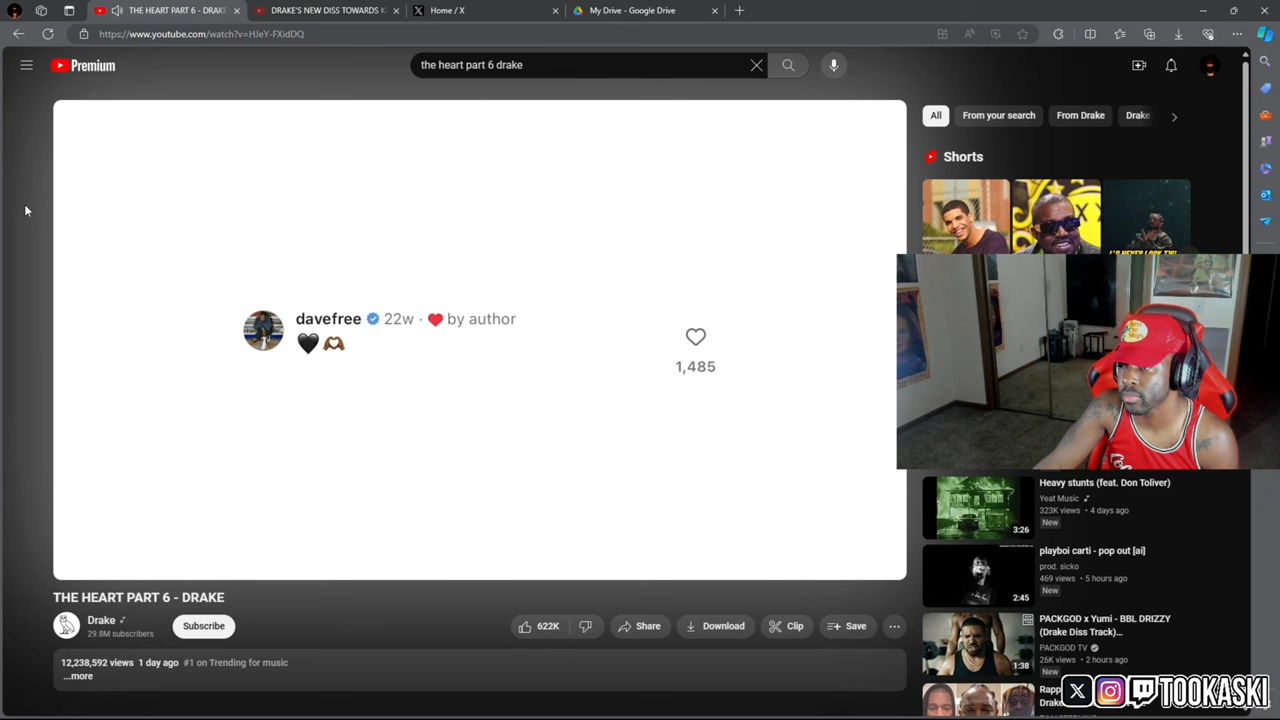 THE HEART PART 6 - DRAKE
DRAKE'S NEW DISS TOWARDS K
Home / X
My Drive - Google Drive
https://www.youtube.com/watch?v=HJeY-FXidDQ
Premium
the heart part 6 drake
All
From your search
From Drake
Drake
Shorts
davefree 22w · ❤️ by author
🖤 🫶🏾
1,485
Heavy stunts (feat. Don Toliver)
Yeat Music
323K views • 4 days ago
New
3:26
playboi carti - pop out [ai]
prod. sicko
469 views • 5 hours ago
New
2:45
PACKGOD x Yumi - BBL DRIZZY
(Drake Diss Track)…
PACKGOD TV
26K views • 2 hours ago
New
1:38
Drake
THE HEART PART 6 - DRAKE
Drake
29.8M subscribers
Subscribe
622K
Share
Download
Clip
Save
12,238,592 views 1 day ago #1 on Trending for music
...more
TOOKASKI